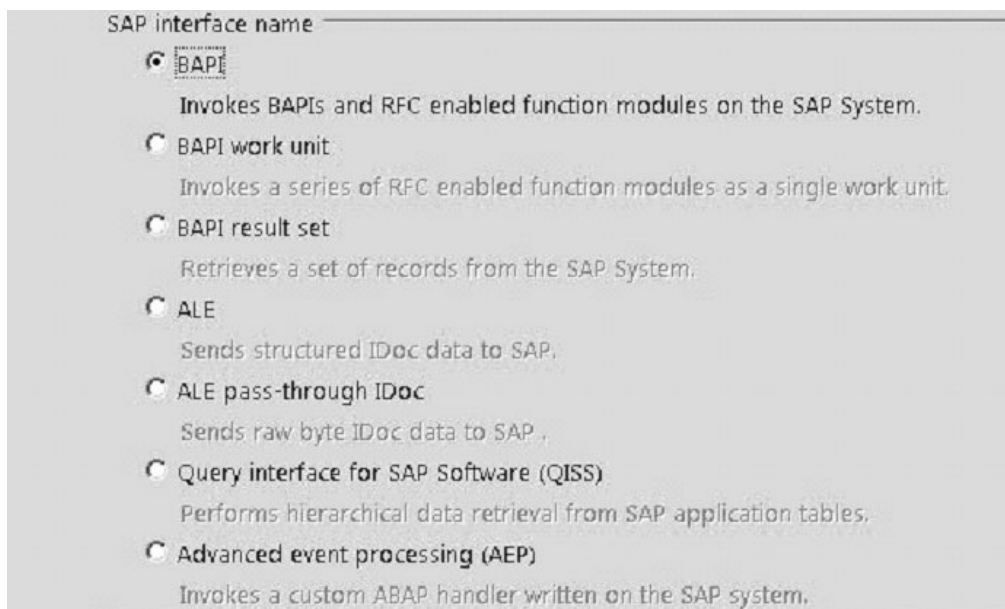 SAP interface name
BAPI
Invokes BAPIs and RFC enabled function modules on the SAP System.
BAPI work unit
Invokes a series of RFC enabled function modules as a single work unit.
BAPI result set
Retrieves a set of records from the SAP System.
ALE
Sends structured IDoc data to SAP.
ALE pass-through IDoc
Sends raw byte IDoc data to SAP .
Query interface for SAP Software (QISS)
Performs hierarchical data retrieval from SAP application tables.
Advanced event processing (AEP)
Invokes a custom ABAP handler written on the SAP system.